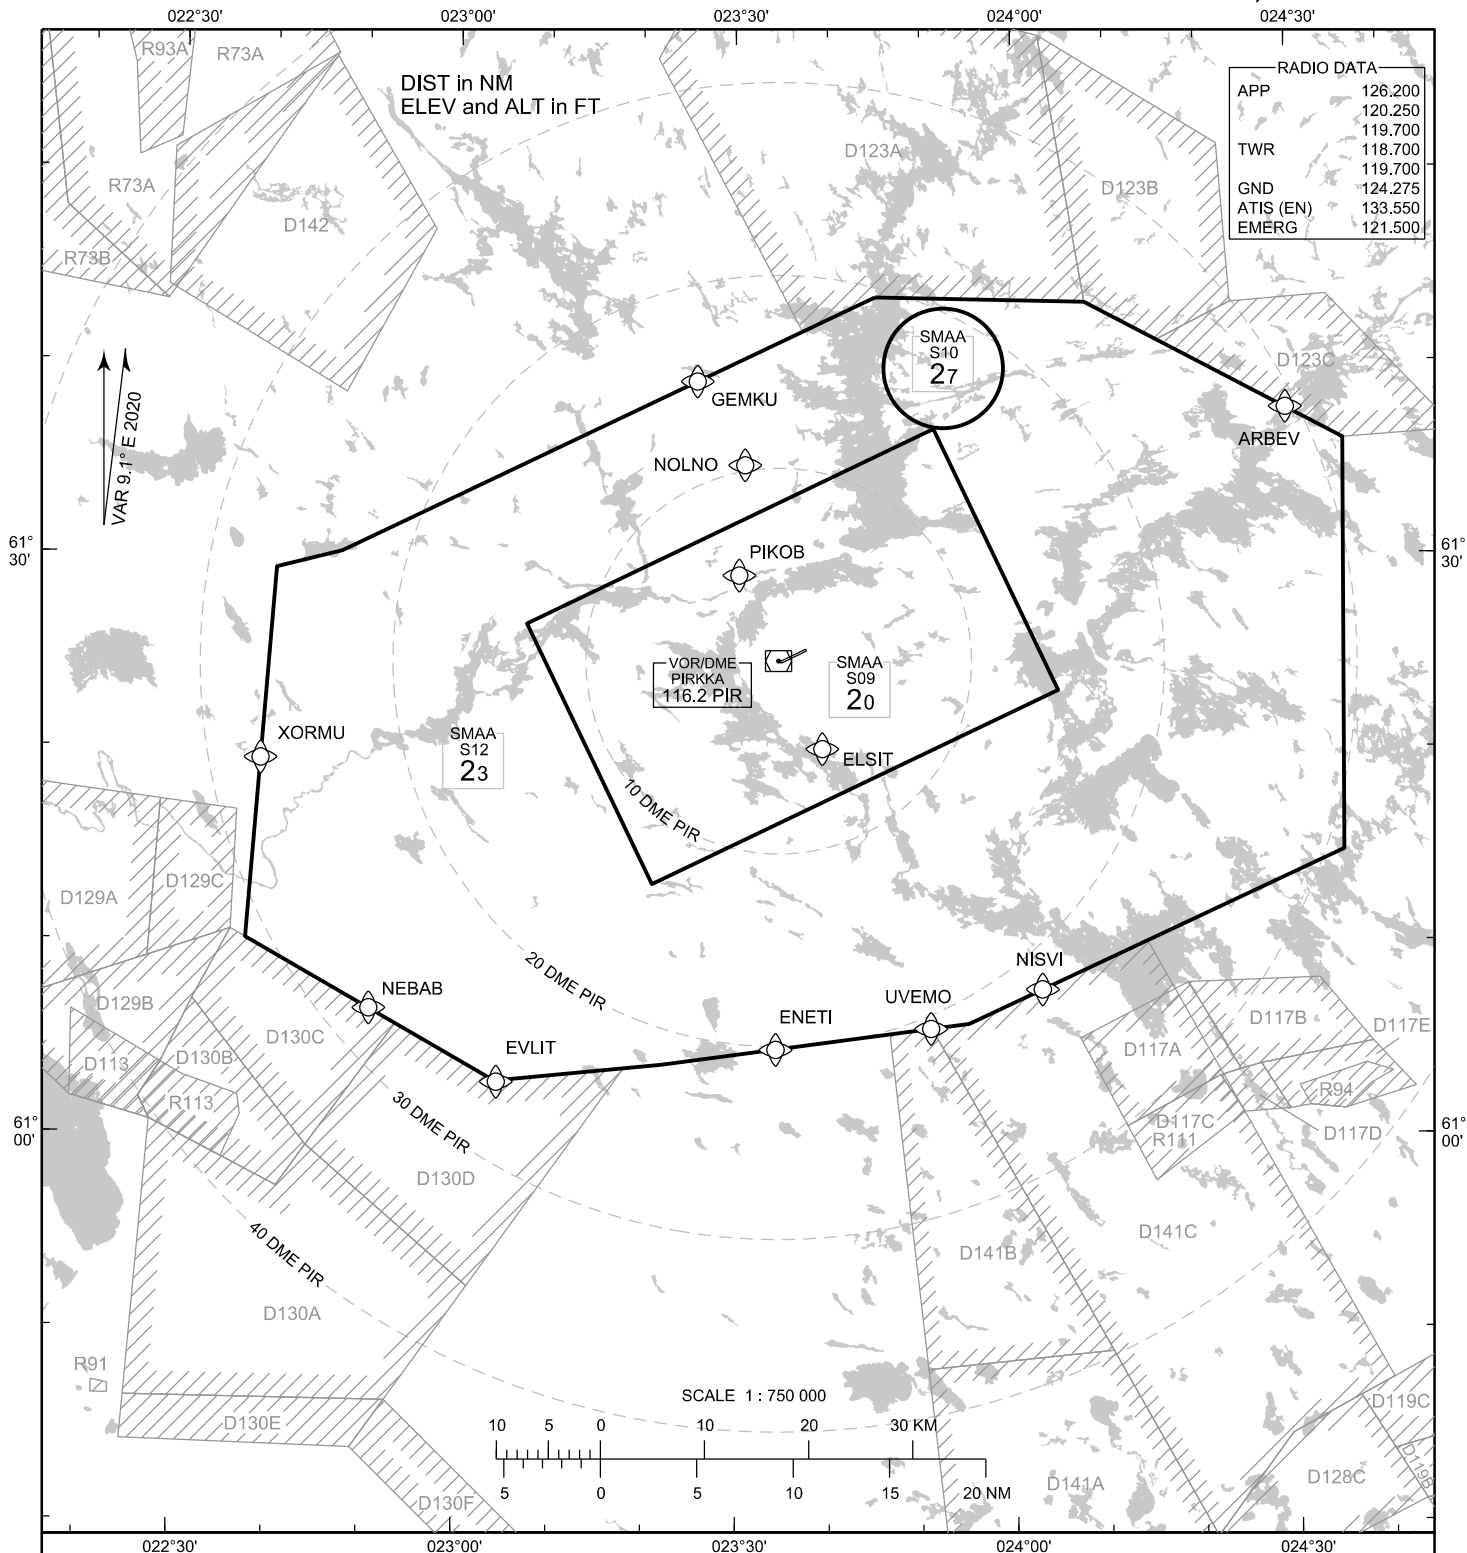 022°30'
023°00'
023°30'
024°00'
024°30'
R93A
R73A
DIST in NM
ELEV and ALT in FT
RADIO DATA
APP 126.200
120.250
119.700
TWR 118.700
119.700
GND 124.275
ATIS (EN) 133.550
EMERG 121.500
D123A
R73A
D123B
D142
R73B
SMAA
S10
27
D123C
GEMKU
ARBEV
VAR 9.1° E 2020
NOLNO
61°
30'
61°
30'
PIKOB
VOR/DME
PIRKKA
116.2 PIR
SMAA
S09
20
XORMU
SMAA
S12
23
ELSIT
10 DME PIR
D129A
D129C
20 DME PIR
NISVI
NEBAB
UVEMO
D129B
ENETI
D117B
D117E
D130C
EVLIT
D117A
D113
D130B
R94
R113
30 DME PIR
61°
00'
61°
00'
D117C
R111
D117D
D130D
40 DME PIR
D141B
D141C
D130A
R91
SCALE 1 : 750 000
D119C
D130E
10 5 0 10 20 30 KM
5 0 5 10 15 20 NM
D119B
D128C
D141A
D130F
022°30'
023°00'
023°30'
024°00'
024°30'